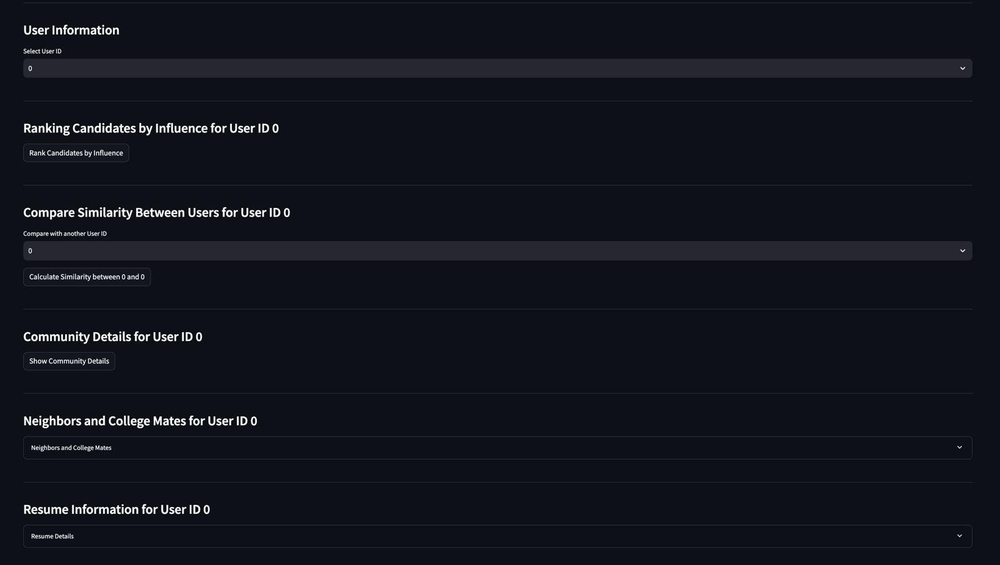 User Information
Select User ID
0
Ranking Candidates by Influence for User ID 0
Rank Candidates by Influence
Compare Similarity Between Users for User ID 0
Compare with another User ID
0
Calculate Similarity between 0 and 0
Community Details for User ID 0
Show Community Details
Neighbors and College Mates for User ID 0
Neighbors and College Mates
Resume Information for User ID 0
Resume Details